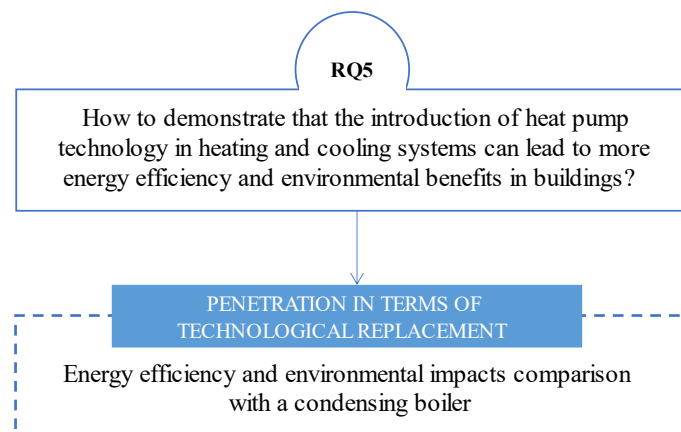 RQ5
How to demonstrate that the introduction of heat pump
technology in heating and cooling systems can lead to more
energy efficiency and environmental benefits in buildings?
PENETRATION IN TERMS OF
TECHNOLOGICAL REPLACEMENT
Energy efficiency and environmental impacts comparison
with a condensing boiler